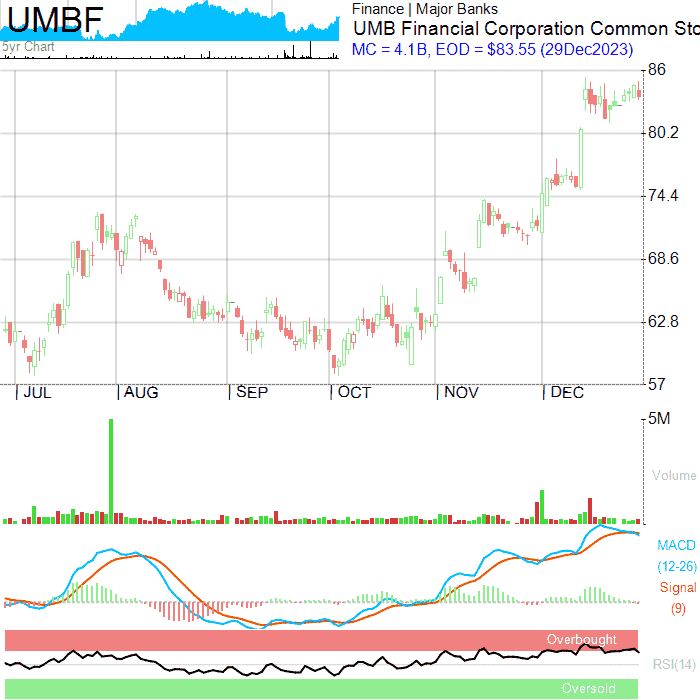 UMBF
5yr Chart
Finance | Major Banks
UMB Financial Corporation Common Sto
MC = 4.1B, EOD = $83.55 (29Dec2023)
86
80.2
74.4
68.6
62.8
57
JUL AUG SEP OCT NOV DEC
5M
Volume
MACD
(12-26)
Signal
(9)
Overbought
RSI(14)
Oversold